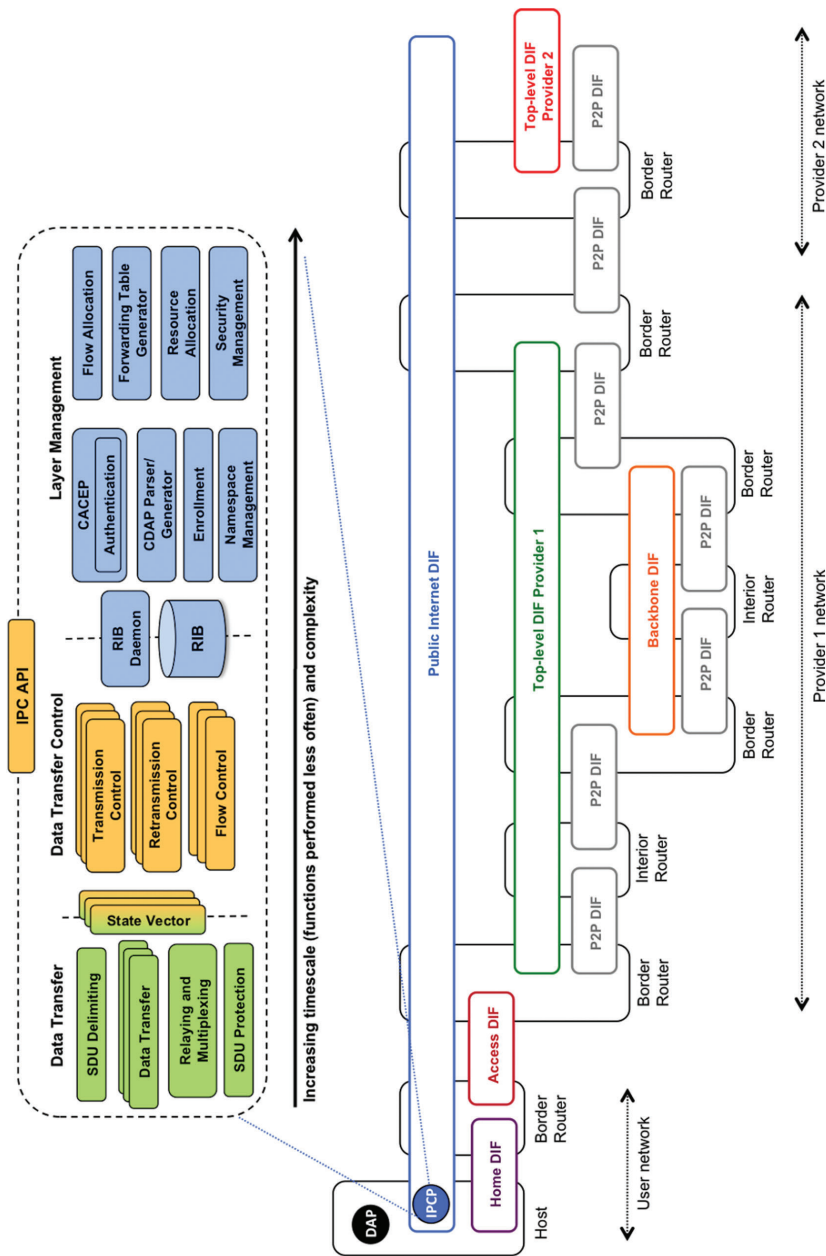 IPC API
Data Transfer
Data Transfer Control
Layer Management
SDU Delimiting
Data Transfer
Relaying and
Multiplexing
SDU Protection
State Vector
Transmission
Control
Retransmission
Control
Flow Control
RIB
Daemon
RIB
CACEP
Authentication
CDAP Parser/
Generator
Enrollment
Namespace
Management
Flow Allocation
Forwarding Table
Generator
Resource
Allocation
Security
Management
Increasing timescale (functions performed less often) and complexity
DAP
IPCP
Public Internet DIF
Home DIF
Access DIF
Top-level DIF Provider 1
Top-level DIF
Provider 2
P2P DIF
P2P DIF
Backbone DIF
P2P DIF
P2P DIF
P2P DIF
P2P DIF
P2P DIF
Host
Border
Router
Border
Router
Interior
Router
Border
Router
Interior
Router
Border
Router
Border
Router
Border
Router
User network
Provider 1 network
Provider 2 network